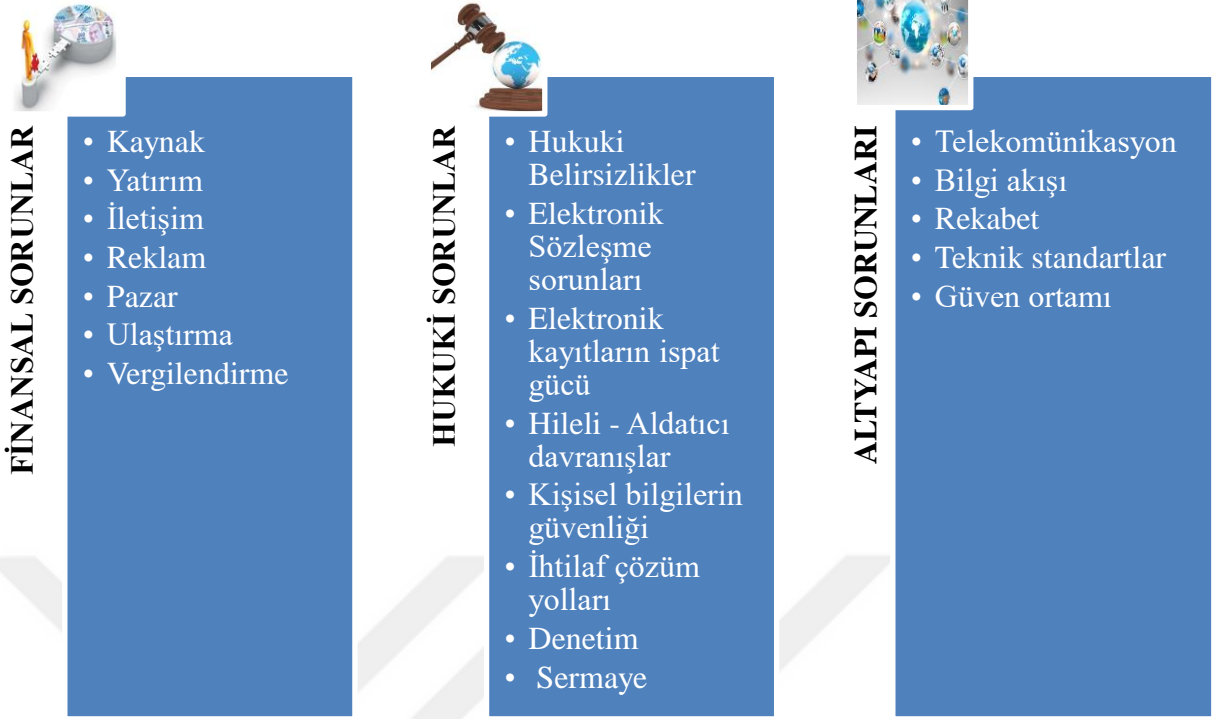 FİNANSAL SORUNLAR
• Kaynak
• Yatırım
• İletişim
• Reklam
• Pazar
• Ulaştırma
• Vergilendirme
HUKUKİ SORUNLAR
• Hukuki
Belirsizlikler
• Elektronik
Sözleşme
sorunları
• Elektronik
kayıtların ispat
gücü
• Hileli - Aldatıcı
davranışlar
• Kişisel bilgilerin
güvenliği
• İhtilaf çözüm
yolları
• Denetim
• Sermaye
ALTYAPI SORUNLARI
• Telekomünikasyon
• Bilgi akışı
• Rekabet
• Teknik standartlar
• Güven ortamı